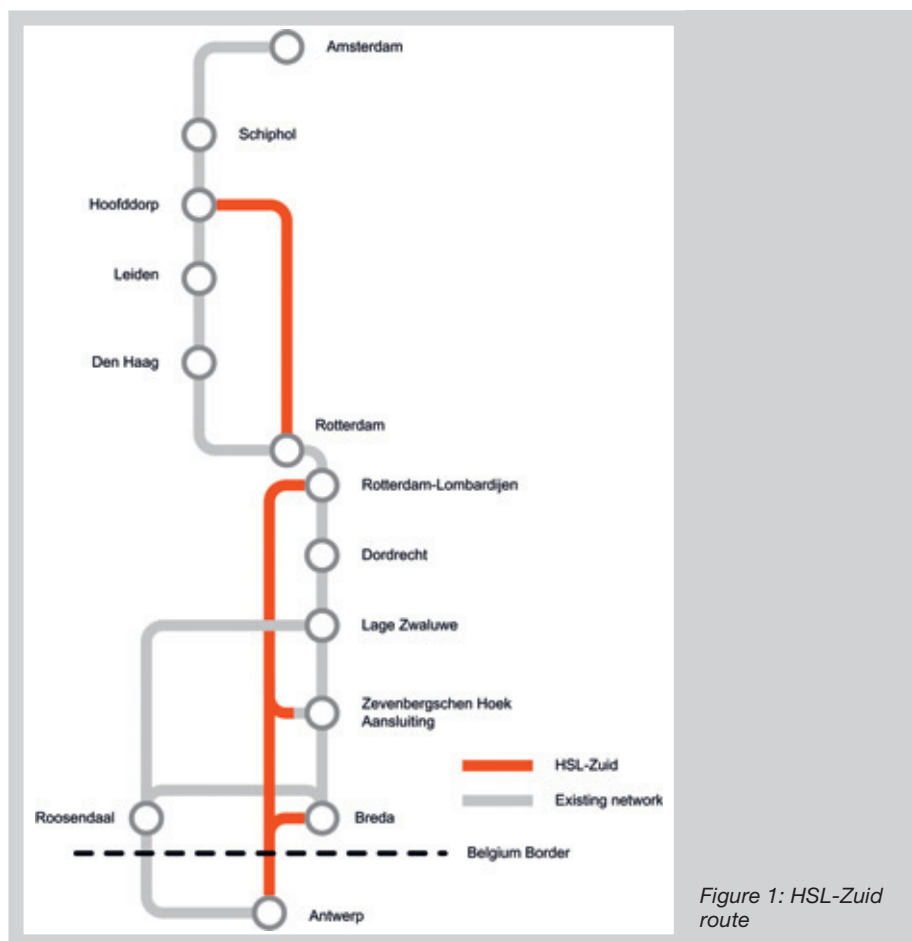 Amsterdam
Schiphol
Hoofddorp
Leiden
Den Haag
Rotterdam
Rotterdam-Lombardijen
Dordrecht
Lage Zwaluwe
Zevenbergschen Hoek
Aansluiting
HSL-Zuid
Existing network
Roosendaal
Breda
Belgium Border
Antwerp
Figure 1: HSL-Zuid
route